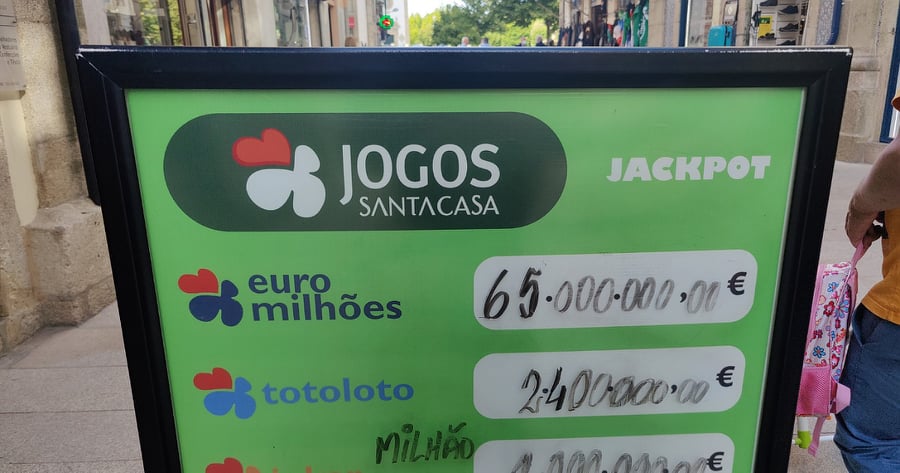 JOGOS
SANTACASA
JACKPOT
euro
milhões
65.000.000,00 €
totoloto
2.400.000,00 €
MILHÃO
€